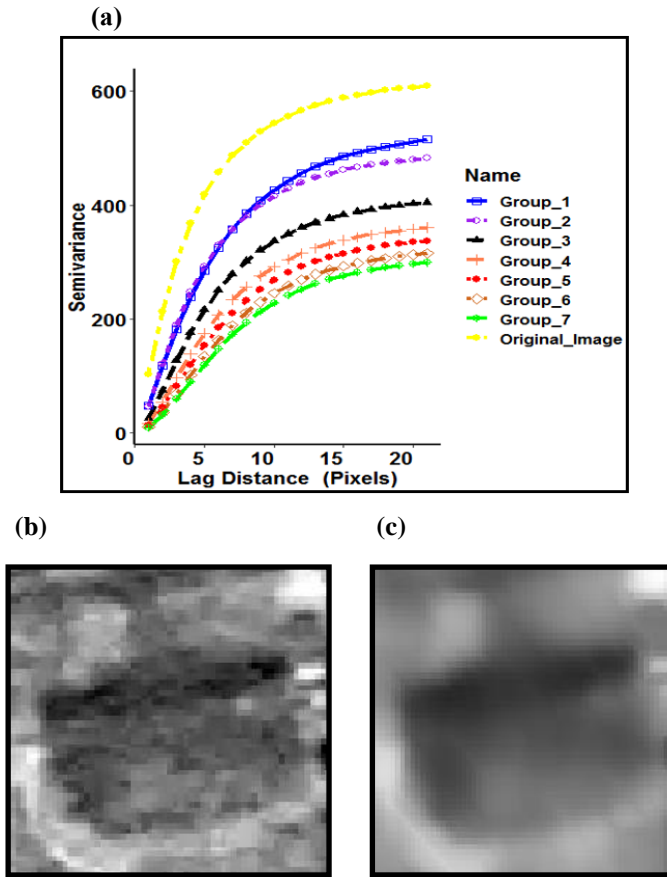 (a)
600
400
200
0
Semivariance
0 5 10 15 20
Lag Distance (Pixels)
Name
Group_1
Group_2
Group_3
Group_4
Group_5
Group_6
Group_7
Original_Image
(b) (c)